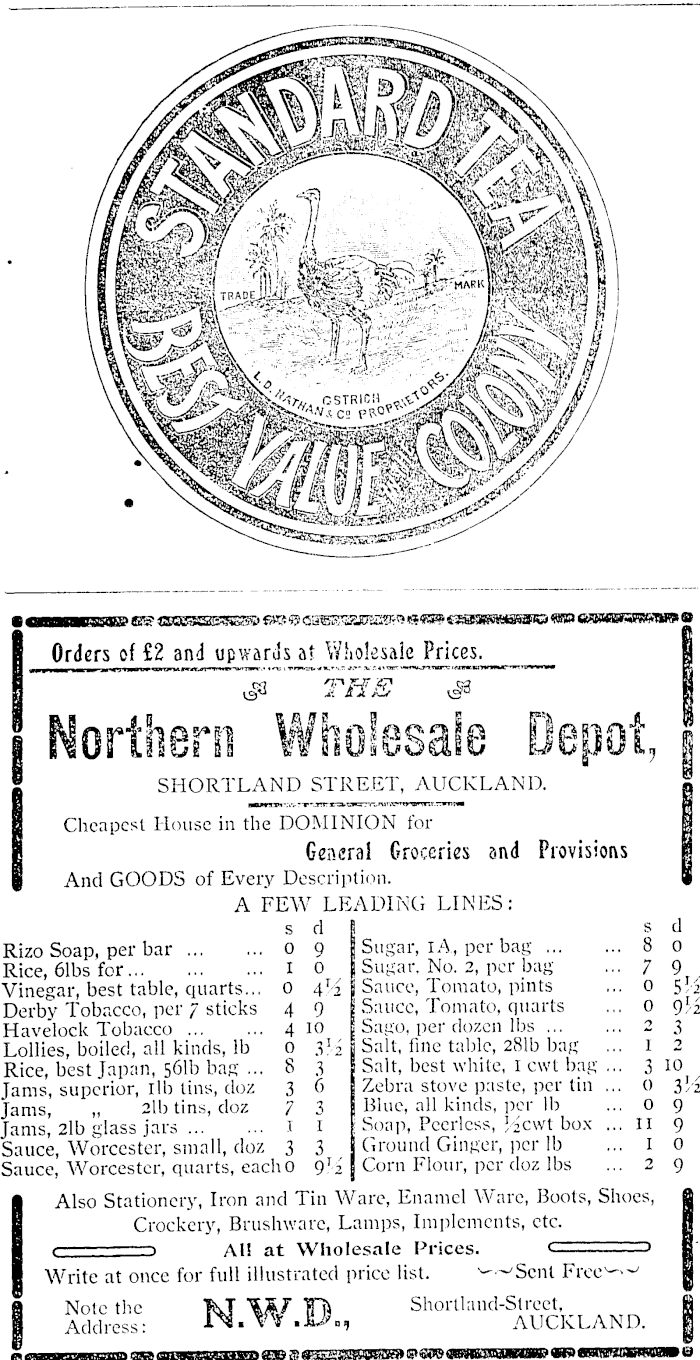 STANDARD TEA
TRADE MARK
OSTRICH
L.D. NATHAN & Co PROPRIETORS.
BEST VALUE IN THE COLONY
Orders of £2 and upwards at Wholesale Prices.
THE
Northern Wholesale Depot,
SHORTLAND STREET, AUCKLAND.
Cheapest House in the DOMINION for
General Groceries and Provisions
And GOODS of Every Description.
A FEW LEADING LINES:
s d
Rizo Soap, per bar ... ... 0 9
Rice, 6lbs for ... ... 1 0
Vinegar, best table, quarts... 0 4½
Derby Tobacco, per 7 sticks 4 9
Havelock Tobacco ... ... 4 10
Lollies, boiled, all kinds, lb 0 3½
Rice, best Japan, 56lb bag ... 8 3
Jams, superior, 1lb tins, doz 3 6
Jams, „ 2lb tins, doz 7 3
Jams, 2lb glass jars ... ... 1 1
Sauce, Worcester, small, doz 3 3
Sauce, Worcester, quarts, each 0 9½
s d
Sugar, 1A, per bag ... ... 8 0
Sugar, No. 2, per bag ... 7 9
Sauce, Tomato, pints ... 0 5½
Sauce, Tomato, quarts ... 0 9½
Sago, per dozen lbs ... ... 2 3
Salt, fine table, 28lb bag ... 1 2
Salt, best white, 1 cwt bag ... 3 10
Zebra stove paste, per tin ... 0 3½
Blue, all kinds, per lb ... 0 9
Soap, Peerless, ½cwt box ... 11 9
Ground Ginger, per lb ... 1 0
Corn Flour, per doz lbs ... 2 9
Also Stationery, Iron and Tin Ware, Enamel Ware, Boots, Shoes,
Crockery, Brushware, Lamps, Implements, etc.
All at Wholesale Prices.
Write at once for full illustrated price list. Sent Free
Note the
Address:
N.W.D.,
Shortland-Street,
AUCKLAND.